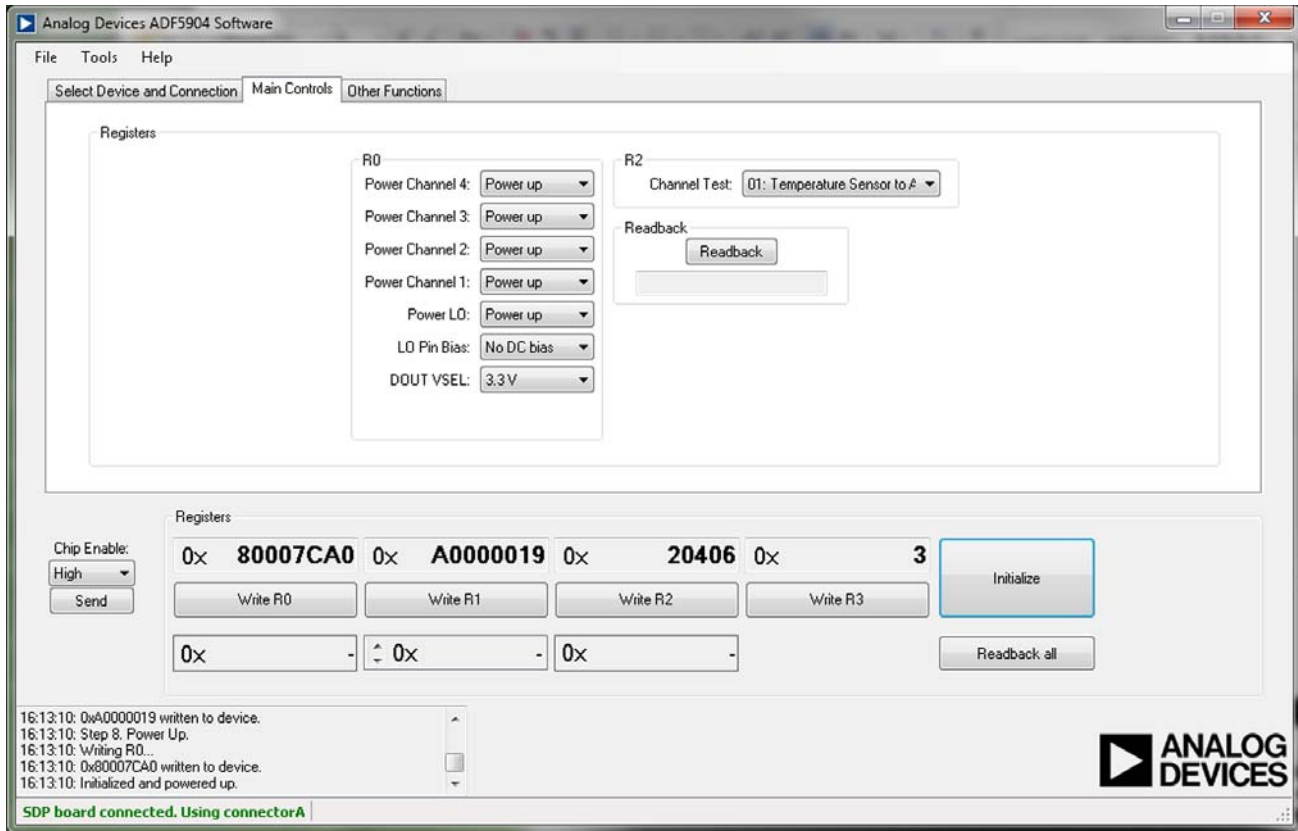 Analog Devices ADF5904 Software
File Tools Help
Select Device and Connection Main Controls Other Functions
Registers
R0
Power Channel 4: Power up
Power Channel 3: Power up
Power Channel 2: Power up
Power Channel 1: Power up
Power LO: Power up
LO Pin Bias: No DC bias
DOUT VSEL: 3.3 V
R2
Channel Test: 01: Temperature Sensor to A
Readback
Readback
Registers
Chip Enable:
High
Send
0x 80007CA0 0x A0000019 0x 20406 0x 3
Write R0 Write R1 Write R2 Write R3
Initialize
0x - 0x - 0x -
Readback all
16:13:10: 0xA0000019 written to device.
16:13:10: Step 8. Power Up.
16:13:10: Writing R0...
16:13:10: 0x80007CA0 written to device.
16:13:10: Initialized and powered up.
ANALOG
DEVICES
SDP board connected. Using connectorA